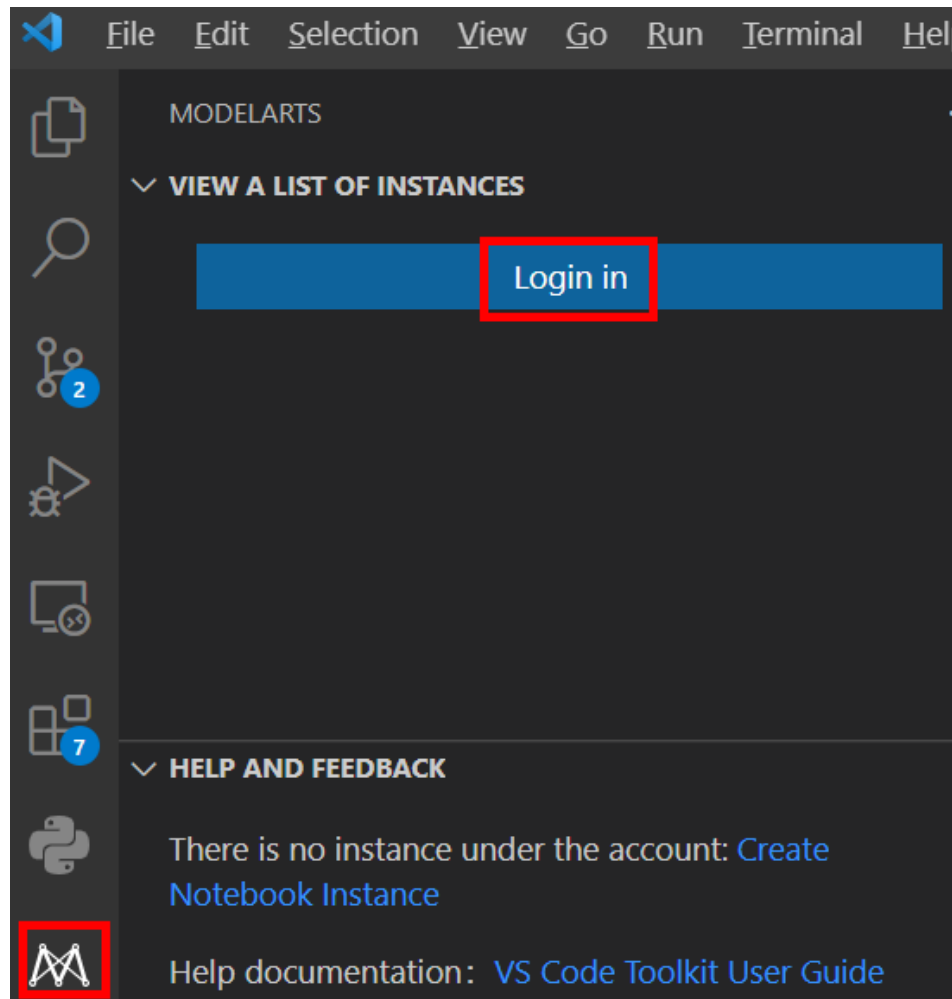 File Edit Selection View Go Run Terminal Hel
MODELARTS
VIEW A LIST OF INSTANCES
Login in
2
7
HELP AND FEEDBACK
There is no instance under the account: Create
Notebook Instance
Help documentation： VS Code Toolkit User Guide